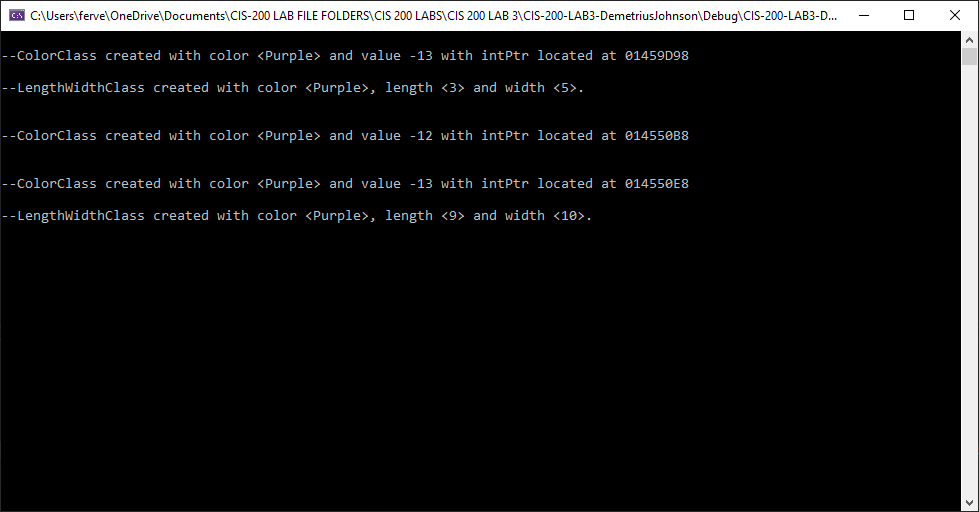 C:\Users\ferve\OneDrive\Documents\CIS-200 LAB FILE FOLDERS\CIS 200 LABS\CIS 200 LAB 3\CIS-200-LAB3-DemetriusJohnson\Debug\CIS-200-LAB3-D...
--ColorClass created with color <Purple> and value -13 with intPtr located at 01459D98
--LengthWidthClass created with color <Purple>, length <3> and width <5>.
--ColorClass created with color <Purple> and value -12 with intPtr located at 014550B8
--ColorClass created with color <Purple> and value -13 with intPtr located at 014550E8
--LengthWidthClass created with color <Purple>, length <9> and width <10>.